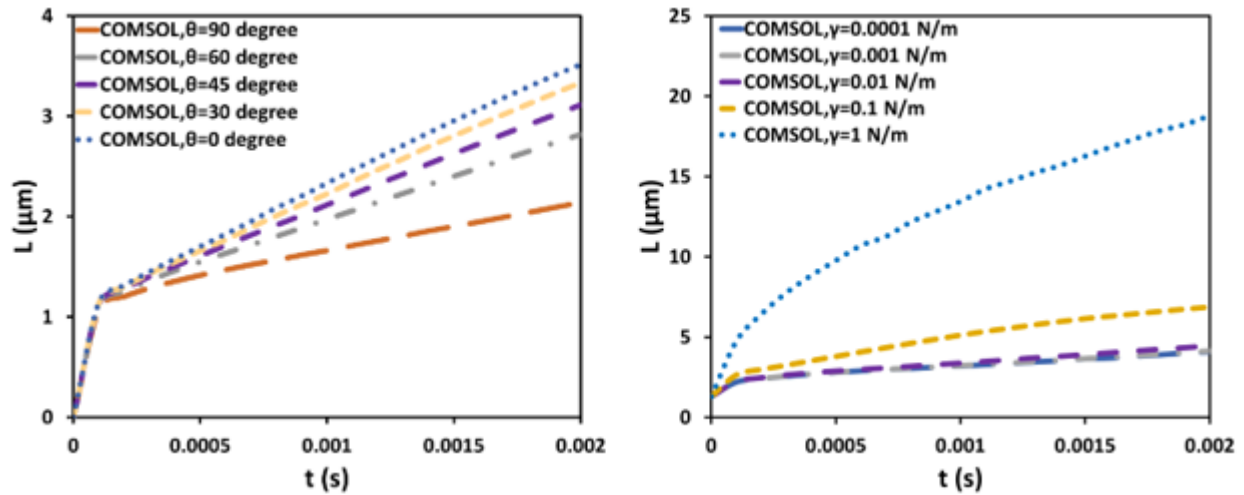 4
3
2
1
0
L (μm)
COMSOL,θ=90 degree
COMSOL,θ=60 degree
COMSOL,θ=45 degree
COMSOL,θ=30 degree
COMSOL,θ=0 degree
0 0.0005 0.001 0.0015 0.002
t (s)
25
20
15
10
5
0
L (μm)
COMSOL,γ=0.0001 N/m
COMSOL,γ=0.001 N/m
COMSOL,γ=0.01 N/m
COMSOL,γ=0.1 N/m
COMSOL,γ=1 N/m
0 0.0005 0.001 0.0015 0.002
t (s)